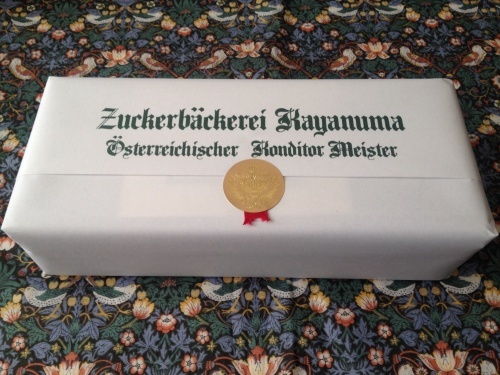 Zuckerbäckerei Kayanuma
Österreichischer Konditor Meister